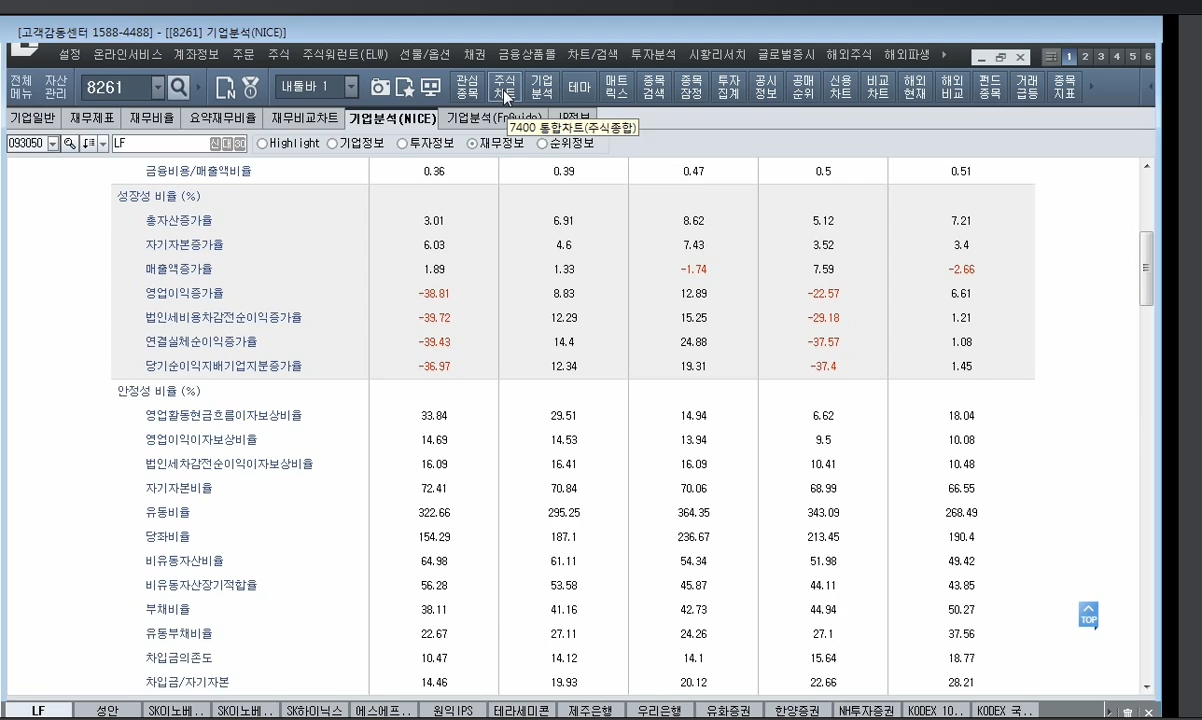 [고객감동센터 1588-4488] - [[8261] 기업분석(NICE)]
설정 온라인서비스 계좌정보 주문 주식 주식워런트(ELW) 선물/옵션 채권 금융상품몰 차트/검색 투자분석 시황리서치 글로벌증시 해외주식 해외파생 1 2 3 4 5 6
전체메뉴 자산관리 8261 내툴바 1 관심종목 주식차트 기업분석 테마 매트릭스 종목검색 종목잠정 투자집계 공시정보 공매순위 신용차트 비교차트 해외현재 해외비교 펀드종목 거래급등 종목지표
기업일반 재무제표 재무비율 요약재무비율 재무비교차트 기업분석(NICE) 기업분석(FnGuide) IR정보
7400 통합차트(주식종합)
093050 LF 신 대 30 Highlight 기업정보 투자정보 재무정보 순위정보
금융비용/매출액비율 0.36 0.39 0.47 0.5 0.51
성장성 비율 (%)
총자산증가율 3.01 6.91 8.62 5.12 7.21
자기자본증가율 6.03 4.6 7.43 3.52 3.4
매출액증가율 1.89 1.33 -1.74 7.59 -2.66
영업이익증가율 -38.81 8.83 12.89 -22.57 6.61
법인세비용차감전순이익증가율 -39.72 12.29 15.25 -29.18 1.21
연결실체순이익증가율 -39.43 14.4 24.88 -37.57 1.08
당기순이익지배기업지분증가율 -36.97 12.34 19.31 -37.4 1.45
안정성 비율 (%)
영업활동현금흐름이자보상비율 33.84 29.51 14.94 6.62 18.04
영업이익이자보상비율 14.69 14.53 13.94 9.5 10.08
법인세차감전순이익이자보상비율 16.09 16.41 16.09 10.41 10.48
자기자본비율 72.41 70.84 70.06 68.99 66.55
유동비율 322.66 295.25 364.35 343.09 268.49
당좌비율 154.29 187.1 236.67 213.45 190.4
비유동자산비율 64.98 61.11 54.34 51.98 49.42
비유동자산장기적합율 56.28 53.58 45.87 44.11 43.85
부채비율 38.11 41.16 42.73 44.94 50.27
유동부채비율 22.67 27.11 24.26 27.1 37.56
차입금의존도 10.47 14.12 14.1 15.64 18.77
차입금/자기자본 14.46 19.93 20.12 22.66 28.21
TOP
LF 성안 SK이노베.. SK이노베.. SK하이닉스 에스에프.. 원익IPS 테라세미콘 제주은행 우리은행 유화증권 한양증권 NH투자증권 KODEX 10.. KODEX 국..